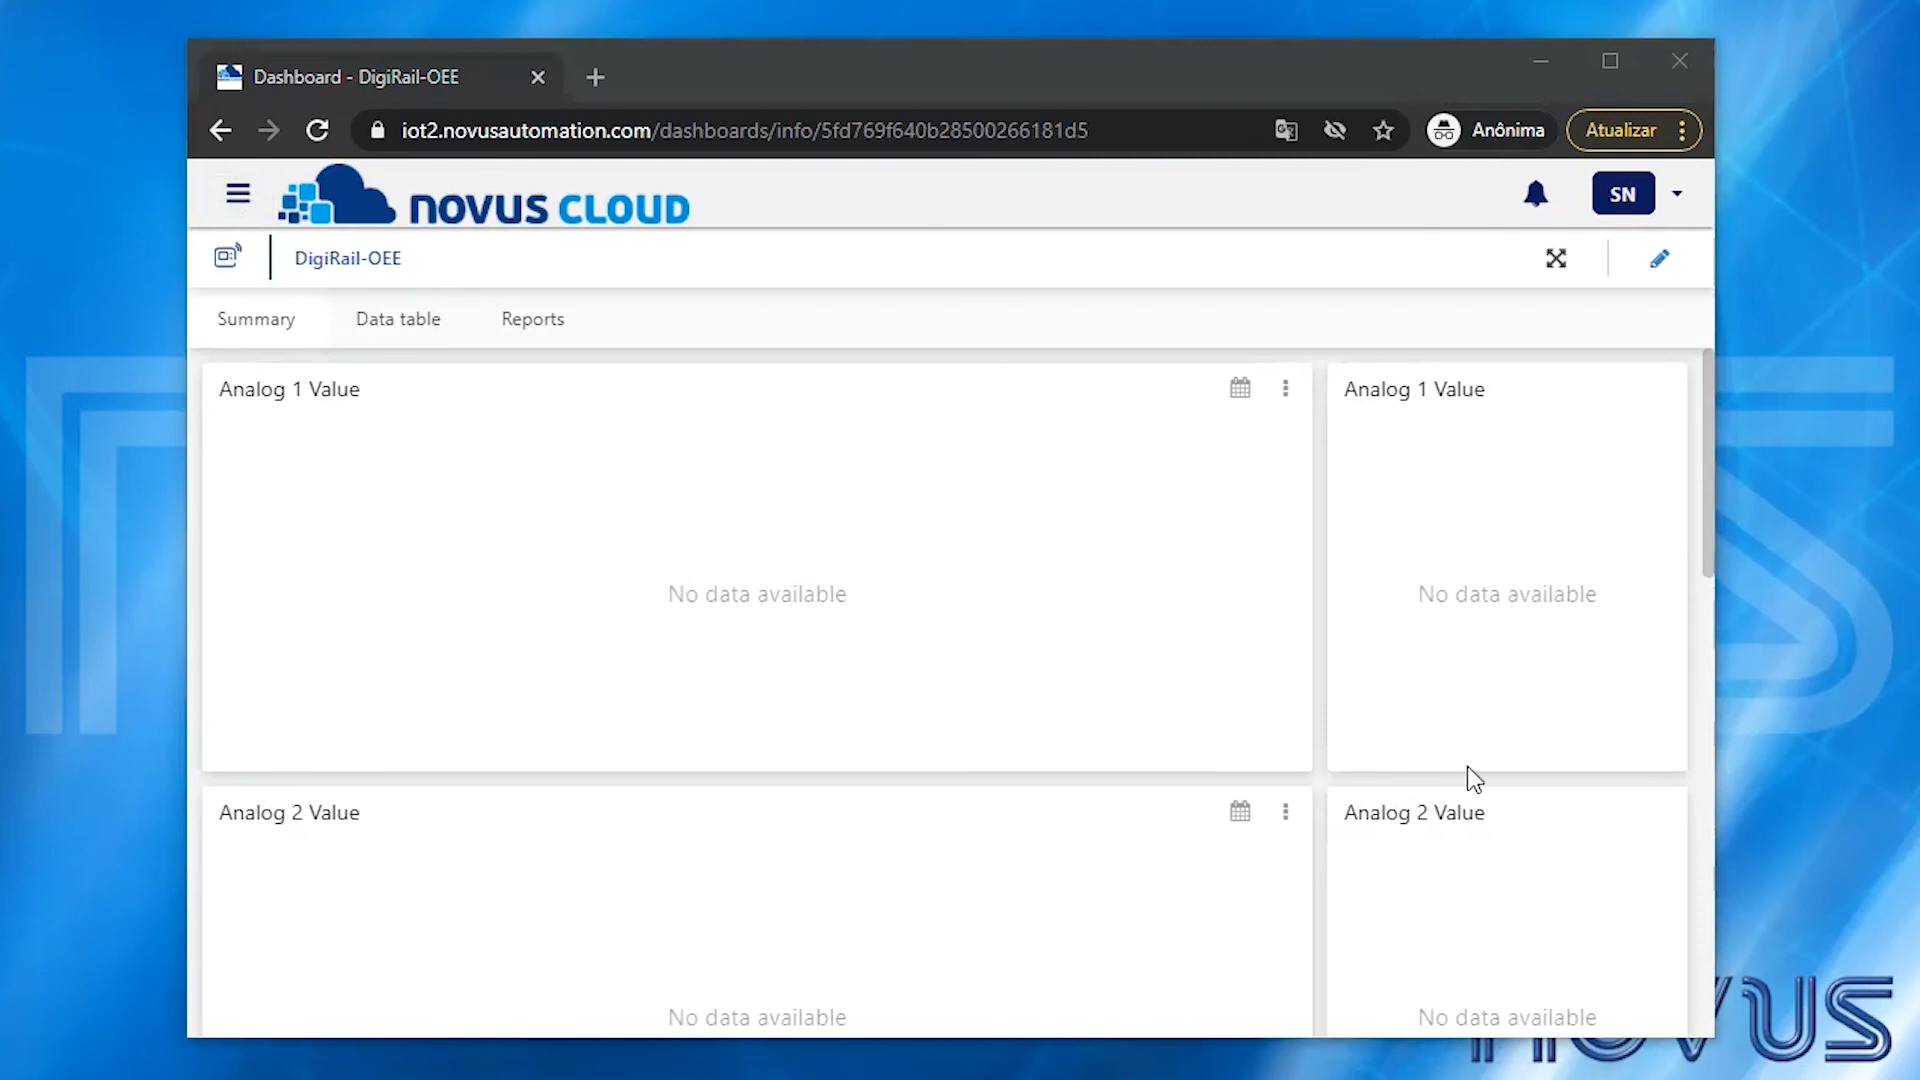 Dashboard - DigiRail-OEE
iot2.novusautomation.com/dashboards/info/5fd769f640b28500266181d5
Anônima
Atualizar
novus CLOUD
SN
DigiRail-OEE
Summary
Data table
Reports
Analog 1 Value
Analog 1 Value
No data available
No data available
Analog 2 Value
Analog 2 Value
No data available
No data available
novus